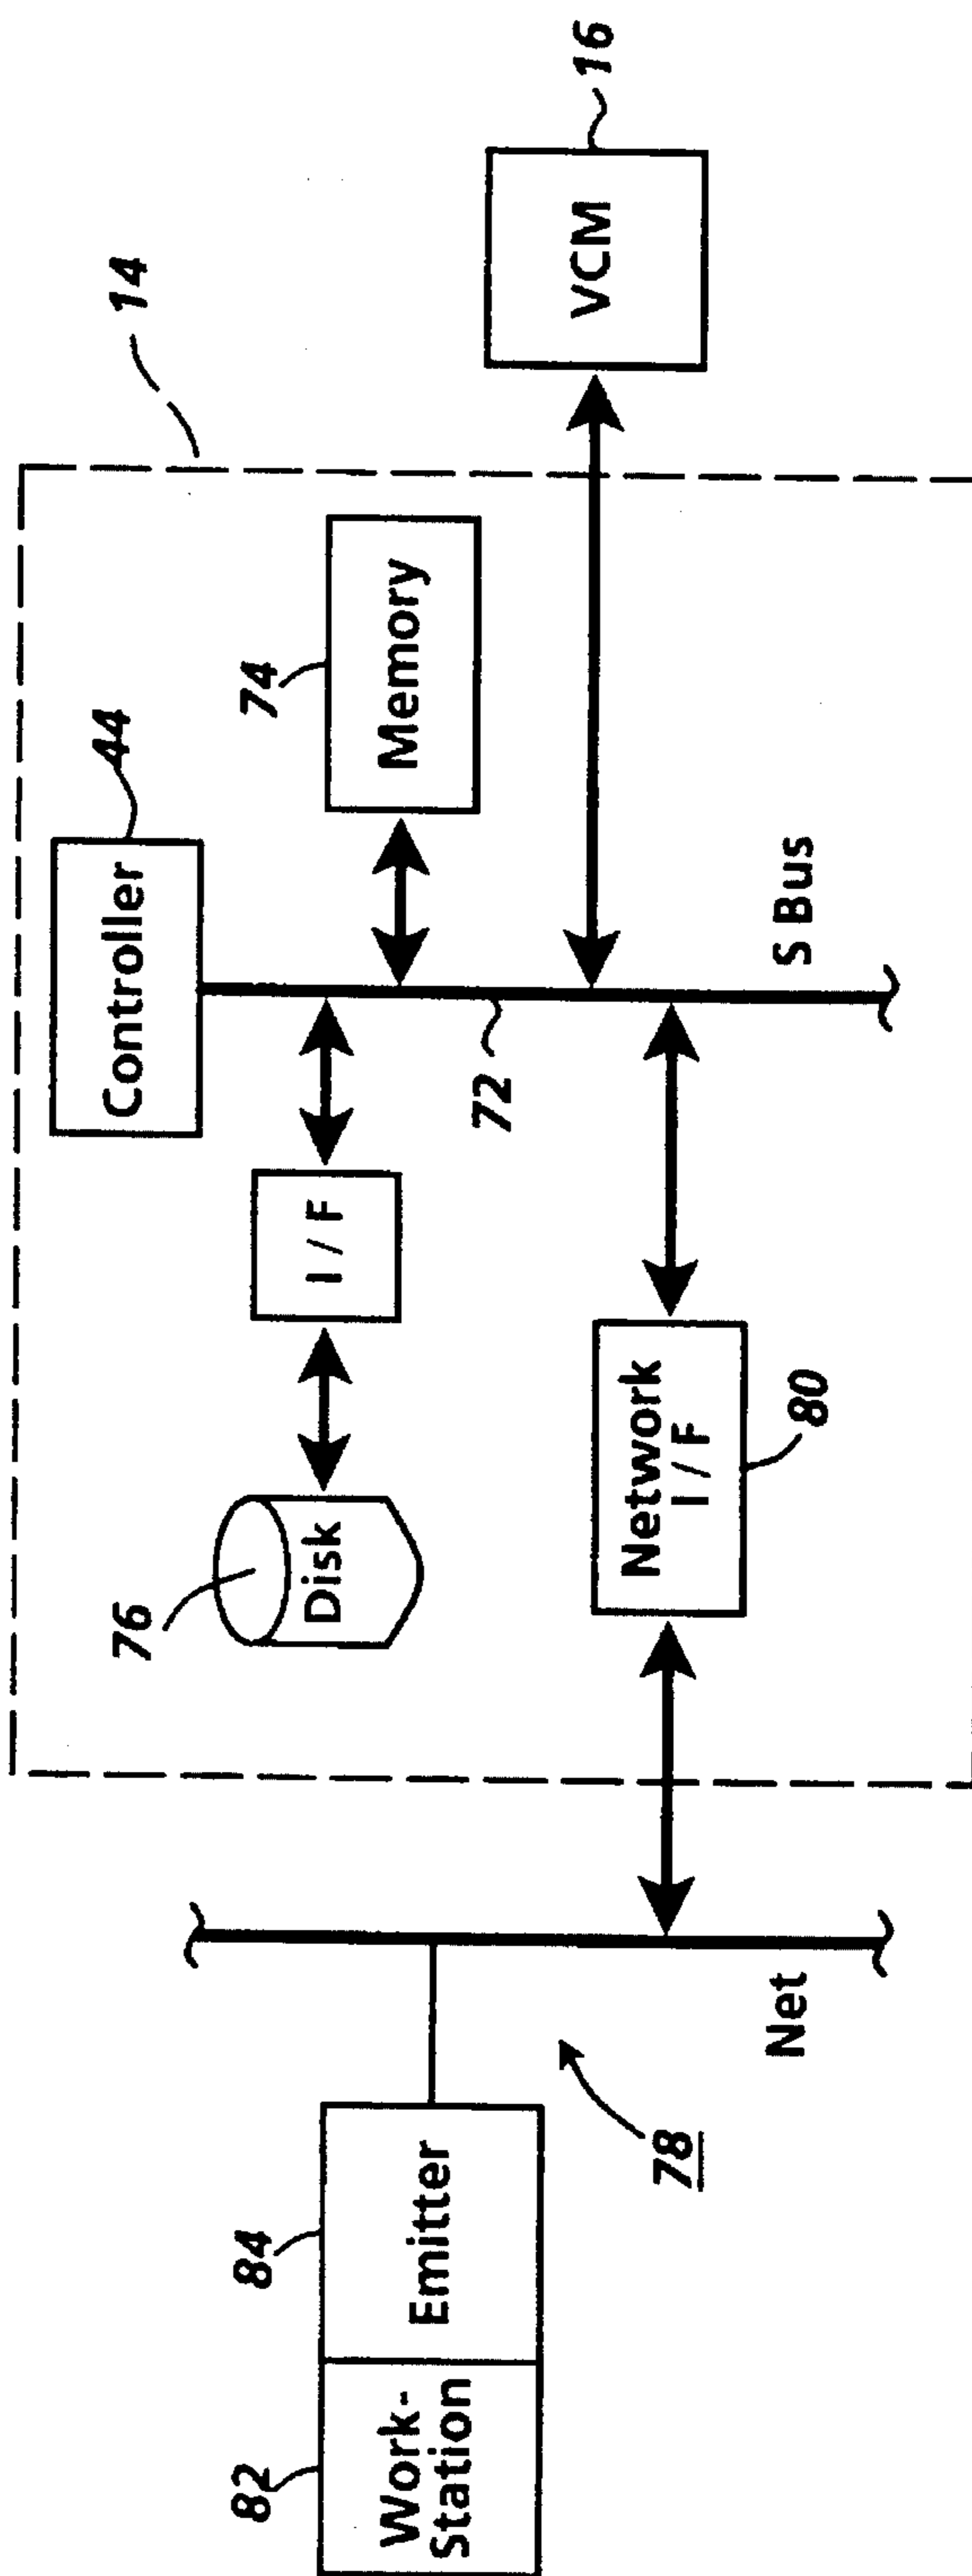 14
Controller
44
74
Memory
VCM
16
76
Disk
I / F
72
S Bus
Network
I / F
80
82
84
Work-
Station
Emitter
78
Net